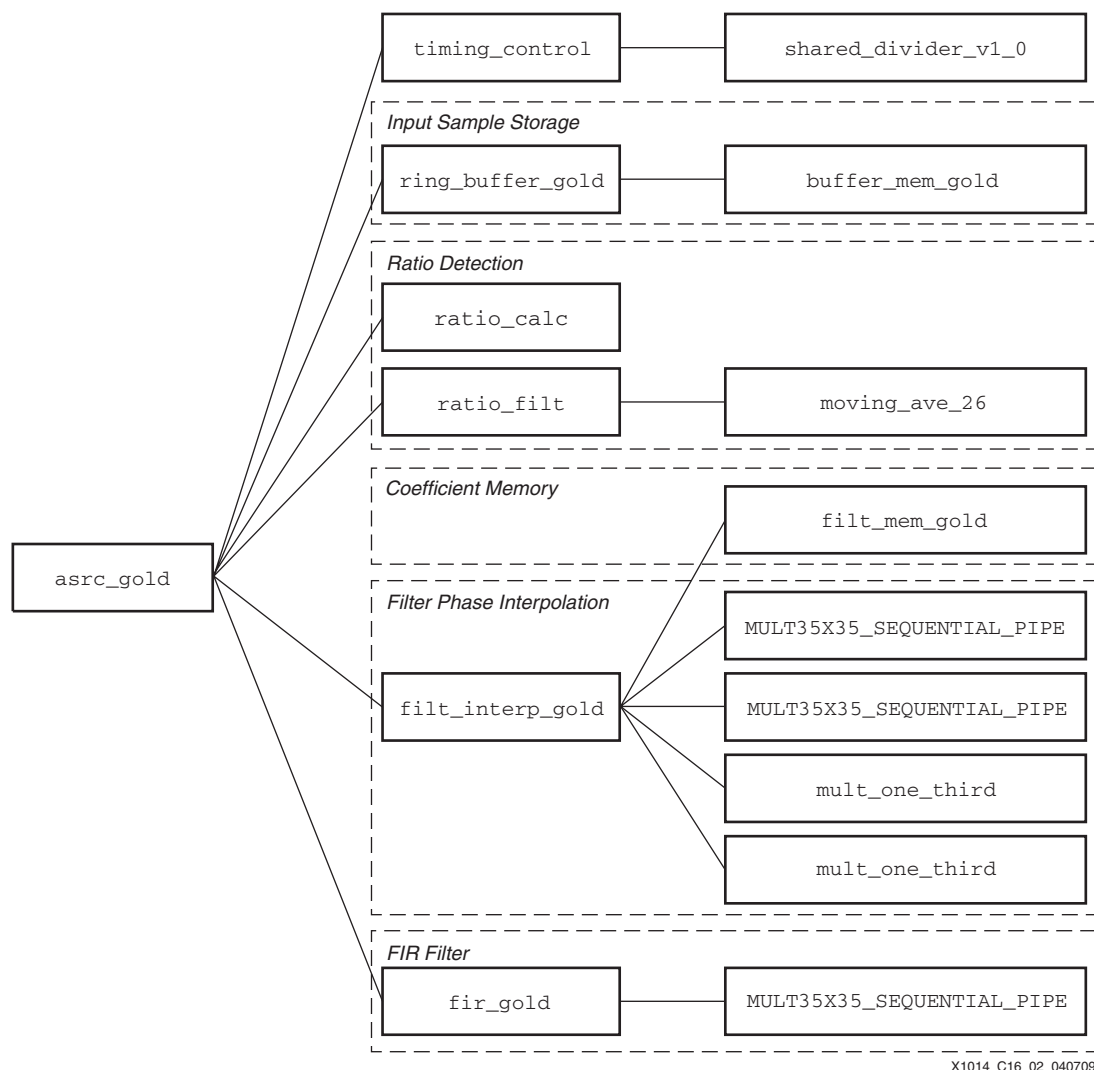 timing_control
shared_divider_v1_0
Input Sample Storage
ring_buffer_gold
buffer_mem_gold
Ratio Detection
ratio_calc
ratio_filt
moving_ave_26
Coefficient Memory
filt_mem_gold
asrc_gold
Filter Phase Interpolation
MULT35X35_SEQUENTIAL_PIPE
filt_interp_gold
MULT35X35_SEQUENTIAL_PIPE
mult_one_third
mult_one_third
FIR Filter
fir_gold
MULT35X35_SEQUENTIAL_PIPE
X1014_C16_02_040709